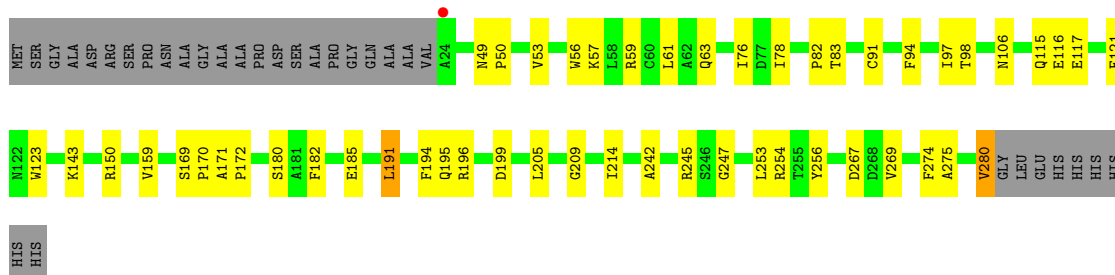 MET SER GLY ALA ASP ARG SER PRO ASN ALA GLY ALA ALA PRO ASP SER ALA PRO GLY GLN ALA ALA VAL A24 N49 P50 V53 W56 K57 L58 R59 C60 L61 A62 Q63 I76 D77 I78 P82 T83 C91 F94 I97 T98 N106 Q115 E116 E117
N122 W123 K143 R150 V159 S169 P170 A171 P172 S180 A181 F182 E185 L191 F194 Q195 R196 D199 L205 G209 I214 A242 R245 S246 G247 L253 R254 T255 Y256 D267 D268 V269 F274 A275 V280 GLY LEU GLU HIS HIS HIS HIS
HIS HIS